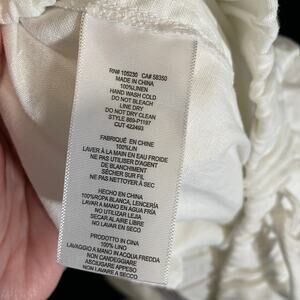 RN# 105230 CA# 58350
MADE IN CHINA
100%LINEN
HAND WASH COLD
DO NOT BLEACH
LINE DRY
DO NOT DRY CLEAN
STYLE 889-P1197
CUT 422493
FABRIQUÉ EN CHINE
100%LIN
LAVER À LA MAIN EN EAU FROIDE
NE PAS UTILISER D'AGENT
DE BLANCHIMENT
SÉCHER SUR FIL
NE PAS NETTOYER À SEC
HECHO EN CHINA
100%ROPA BLANCA, LENCERÍA
LAVAR A MANO EN AGUA FRÍA
NO UTILIZAR LEJÍA
SECAR AL AIRE LIBRE
NO LAVAR EN SECO
PRODOTTO IN CINA
100% LINO
LAVAGGIO A MANO IN ACQUA FREDDA
NON CANDEGGIARE
ASCIUGARE APPESO
NON LAVARE A SECCO